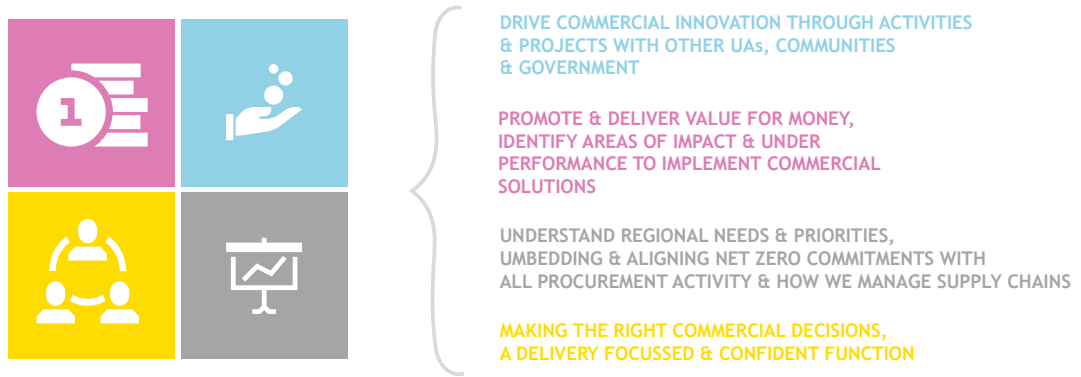 1
DRIVE COMMERCIAL INNOVATION THROUGH ACTIVITIES
& PROJECTS WITH OTHER UAs, COMMUNITIES
& GOVERNMENT
PROMOTE & DELIVER VALUE FOR MONEY,
IDENTIFY AREAS OF IMPACT & UNDER
PERFORMANCE TO IMPLEMENT COMMERCIAL
SOLUTIONS
UNDERSTAND REGIONAL NEEDS & PRIORITIES,
UMBEDDING & ALIGNING NET ZERO COMMITMENTS WITH
ALL PROCUREMENT ACTIVITY & HOW WE MANAGE SUPPLY CHAINS
MAKING THE RIGHT COMMERCIAL DECISIONS,
A DELIVERY FOCUSSED & CONFIDENT FUNCTION